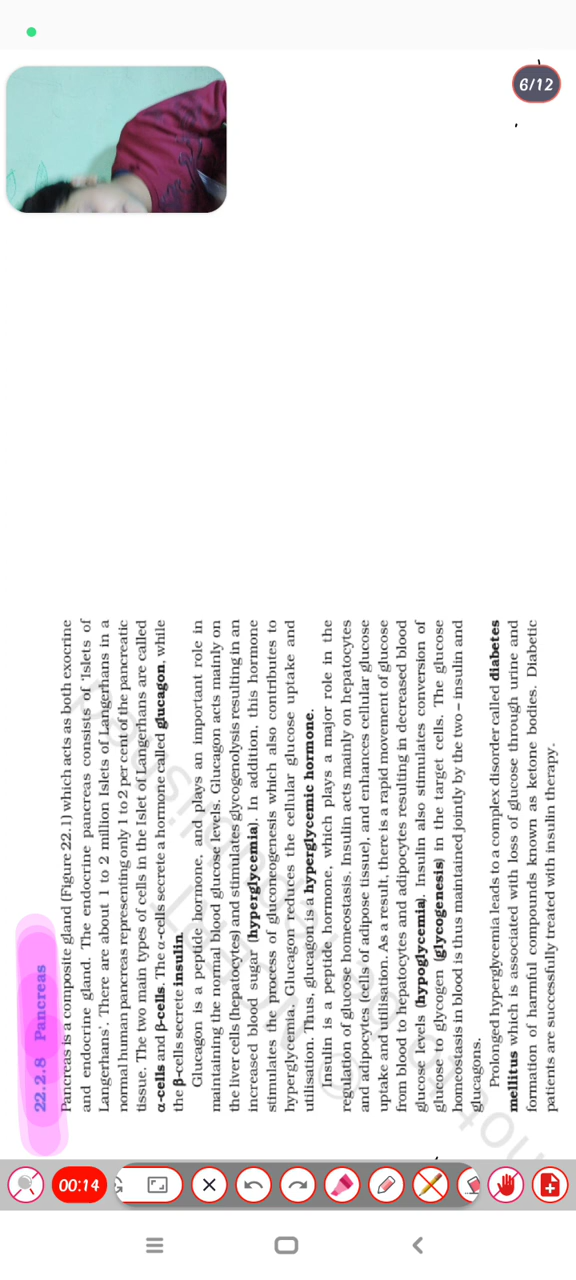 6/12
22.2.8 Pancreas
Pancreas is a composite gland (Figure 22.1) which acts as both exocrine
and endocrine gland. The endocrine pancreas consists of 'Islets of
Langerhans'. There are about 1 to 2 million Islets of Langerhans in a
normal human pancreas representing only 1 to 2 per cent of the pancreatic
tissue. The two main types of cells in the Islet of Langerhans are called
α-cells and β-cells. The α-cells secrete a hormone called glucagon, while
the β-cells secrete insulin.
Glucagon is a peptide hormone, and plays an important role in
maintaining the normal blood glucose levels. Glucagon acts mainly on
the liver cells (hepatocytes) and stimulates glycogenolysis resulting in an
increased blood sugar (hyperglycemia). In addition, this hormone
stimulates the process of gluconeogenesis which also contributes to
hyperglycemia. Glucagon reduces the cellular glucose uptake and
utilisation. Thus, glucagon is a hyperglycemic hormone.
Insulin is a peptide hormone, which plays a major role in the
regulation of glucose homeostasis. Insulin acts mainly on hepatocytes
and adipocytes (cells of adipose tissue), and enhances cellular glucose
uptake and utilisation. As a result, there is a rapid movement of glucose
from blood to hepatocytes and adipocytes resulting in decreased blood
glucose levels (hypoglycemia). Insulin also stimulates conversion of
glucose to glycogen (glycogenesis) in the target cells. The glucose
homeostasis in blood is thus maintained jointly by the two – insulin and
glucagons.
Prolonged hyperglycemia leads to a complex disorder called diabetes
mellitus which is associated with loss of glucose through urine and
formation of harmful compounds known as ketone bodies. Diabetic
patients are successfully treated with insulin therapy.
00:14